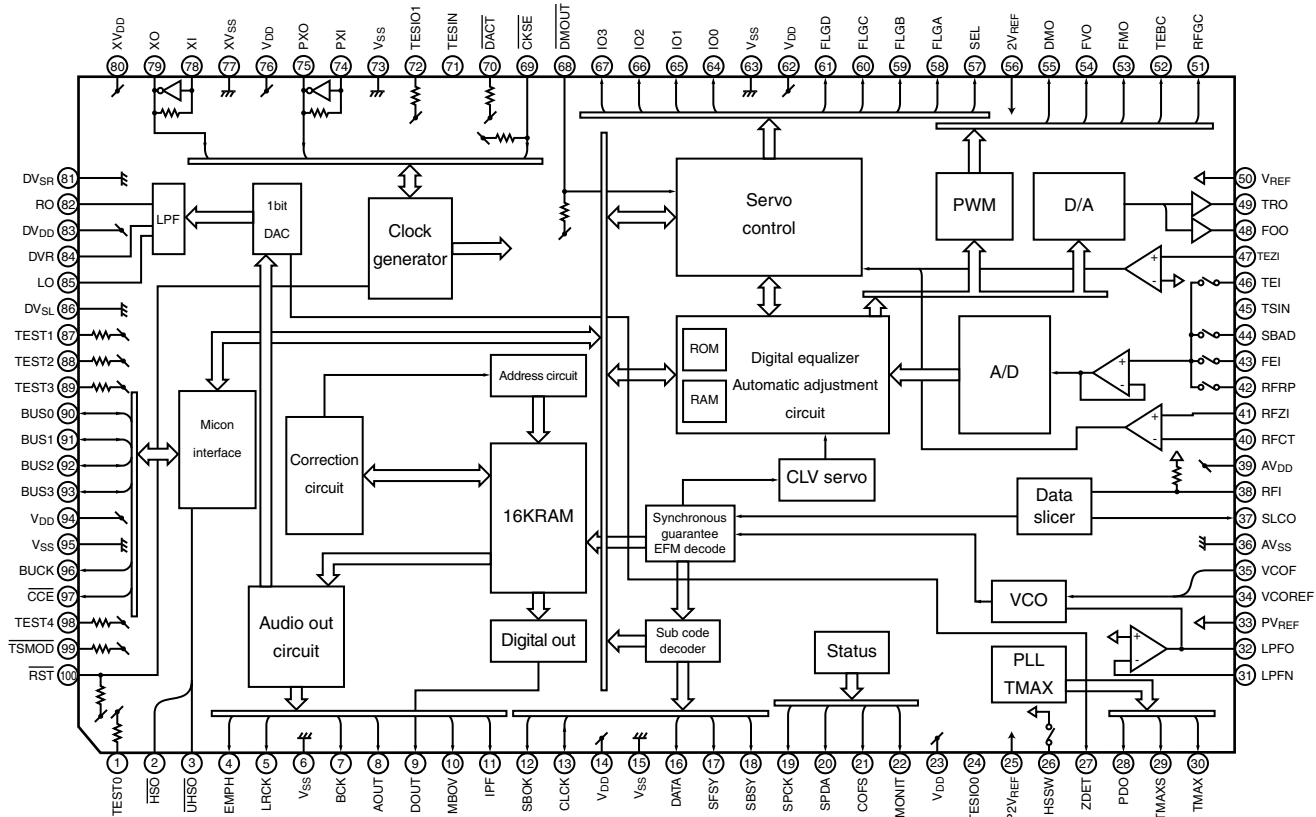 XVDD
XO
XI
XVSS
VDD
PXO
PXI
VSS
TESIO1
TESIN
DACT
CKSE
DMOUT
IO3
IO2
IO1
IO0
VSS
VDD
FLGD
FLGC
FLGB
FLGA
SEL
2VREF
DMO
FVO
FMO
TEBC
RFGC
80
79
78
77
76
75
74
73
72
71
70
69
68
67
66
65
64
63
62
61
60
59
58
57
56
55
54
53
52
51
DVSR 81
RO 82
DVDD 83
DVR 84
LO 85
DVSL 86
TEST1 87
TEST2 88
TEST3 89
BUS0 90
BUS1 91
BUS2 92
BUS3 93
VDD 94
VSS 95
BUCK 96
CCE 97
TEST4 98
TSMOD 99
RST 100
LPF
1bit
DAC
Clock
generator
Servo
control
PWM
D/A
ROM
RAM
Digital equalizer
Automatic adjustment
circuit
A/D
+
-
+
-
+
-
Address circuit
Micon
interface
Correction
circuit
16KRAM
CLV servo
Synchronous
guarantee
EFM decode
Data
slicer
VCO
+
-
Audio out
circuit
Digital out
Sub code
decoder
Status
PLL
TMAX
50 VREF
49 TRO
48 FOO
47 TEZI
46 TEI
45 TSIN
44 SBAD
43 FEI
42 RFRP
41 RFZI
40 RFCT
39 AVDD
38 RFI
37 SLCO
36 AVSS
35 VCOF
34 VCOREF
33 PVREF
32 LPFO
31 LPFN
1
2
3
4
5
6
7
8
9
10
11
12
13
14
15
16
17
18
19
20
21
22
23
24
25
26
27
28
29
30
TEST0
HSO
UHSO
EMPH
LRCK
VSS
BCK
AOUT
DOUT
MBOV
IPF
SBOK
CLCK
VDD
VSS
DATA
SFSY
SBSY
SPCK
SPDA
COFS
MONIT
VDD
TESIO0
P2VREF
HSSW
ZDET
PDO
TMAXS
TMAX